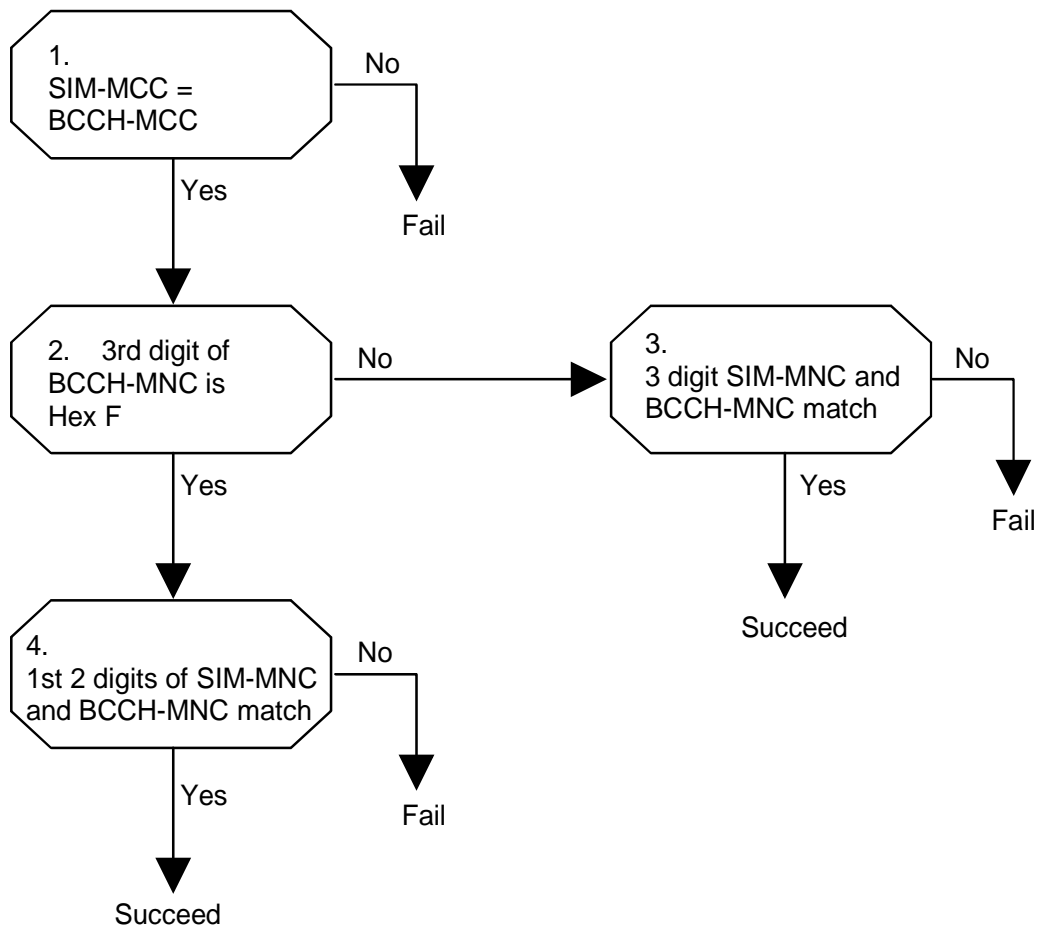 1.
SIM-MCC =
BCCH-MCC
No
Yes
Fail
2. 3rd digit of
BCCH-MNC is
Hex F
No
3.
3 digit SIM-MNC and
BCCH-MNC match
No
Yes
Yes
Fail
Succeed
4.
1st 2 digits of SIM-MNC
and BCCH-MNC match
No
Yes
Fail
Succeed